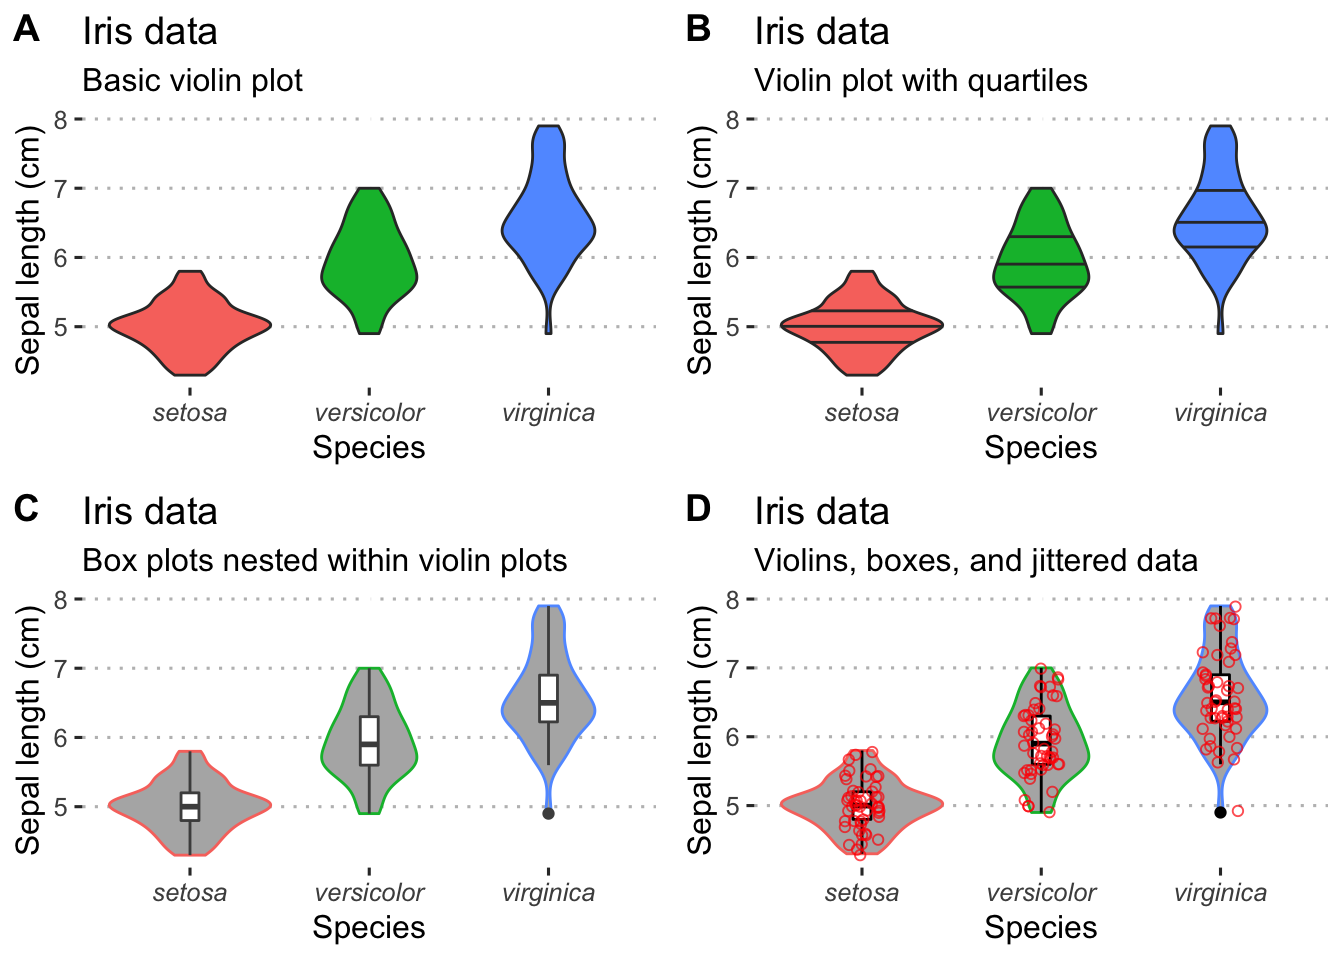 A Iris data
Basic violin plot
Sepal length (cm)
8
7
6
5
setosa versicolor virginica
Species
B Iris data
Violin plot with quartiles
Sepal length (cm)
8
7
6
5
setosa versicolor virginica
Species
C Iris data
Box plots nested within violin plots
Sepal length (cm)
8
7
6
5
setosa versicolor virginica
Species
D Iris data
Violins, boxes, and jittered data
Sepal length (cm)
8
7
6
5
setosa versicolor virginica
Species